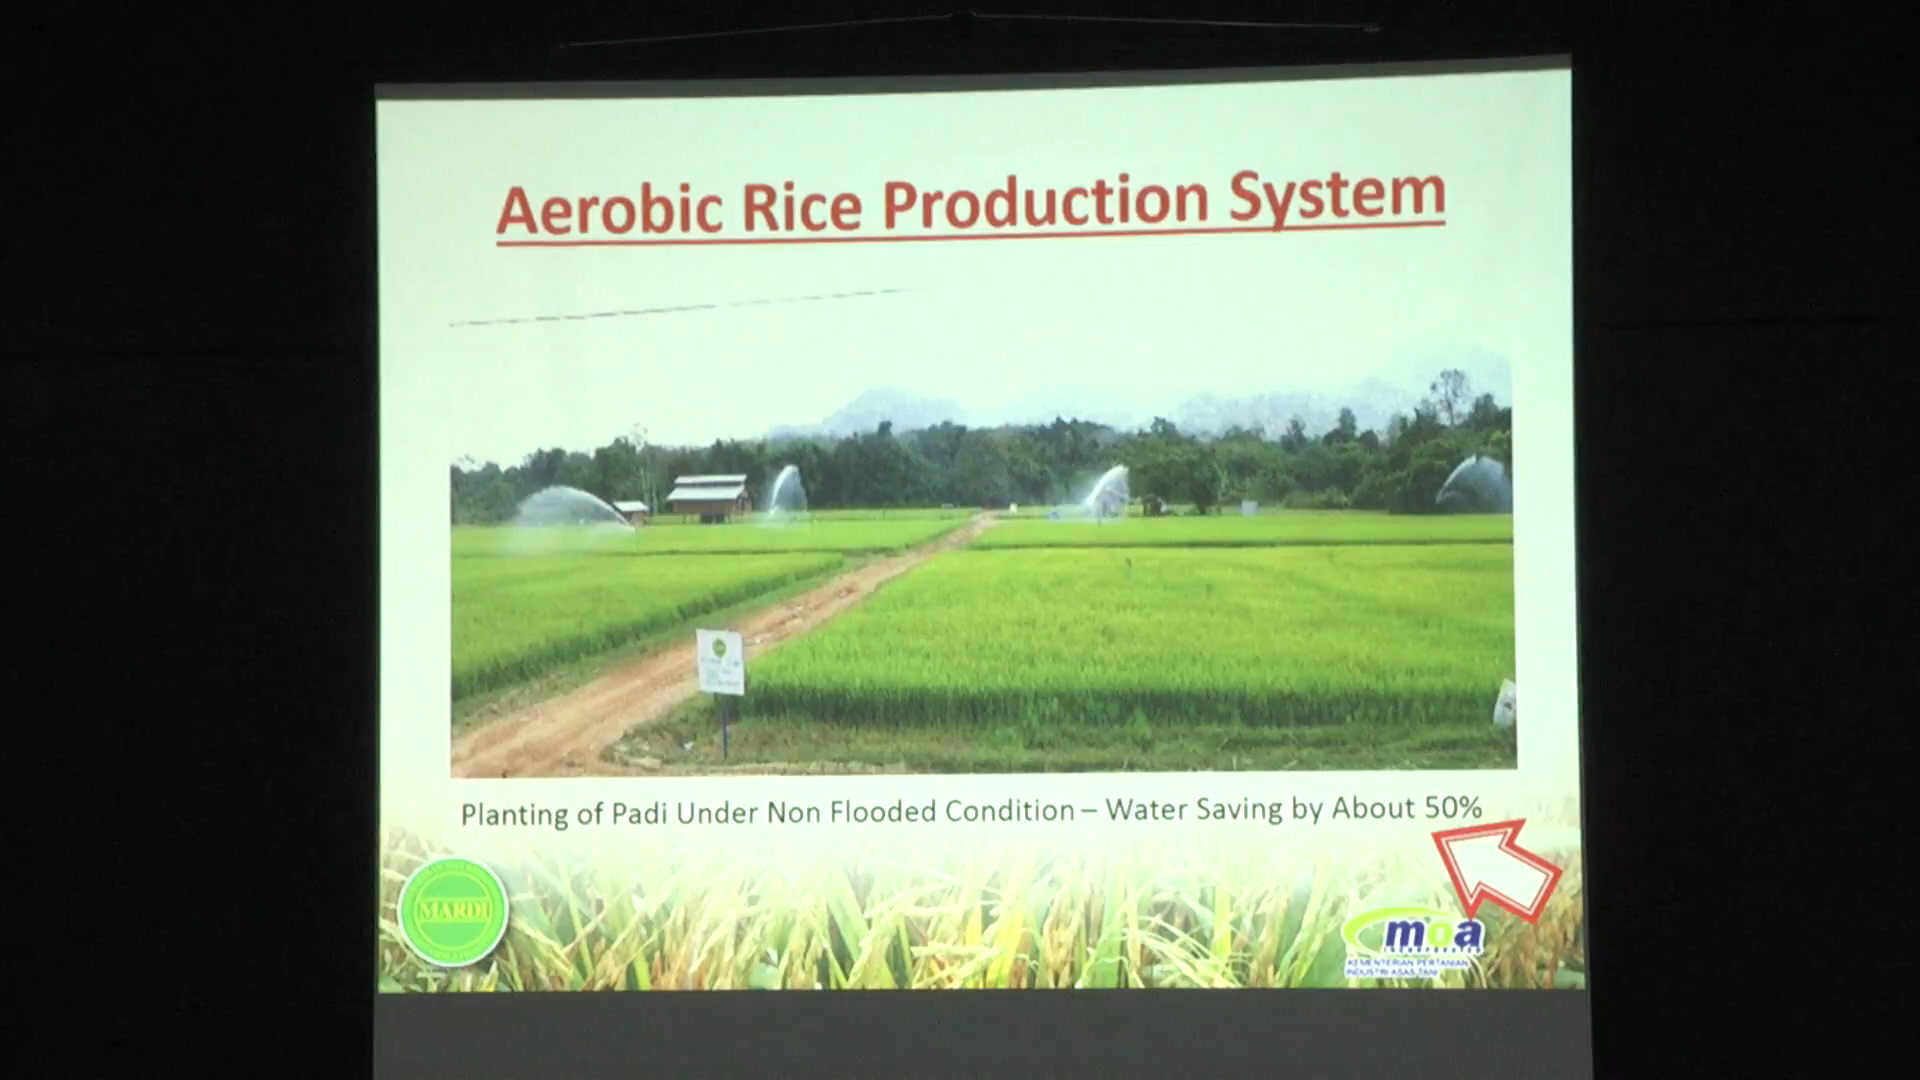 Aerobic Rice Production System
Planting of Padi Under Non Flooded Condition – Water Saving by About 50%
MARDI
moa
INCORPORATED
KEMENTERIAN PERTANIAN
INDUSTRI ASAS TANI